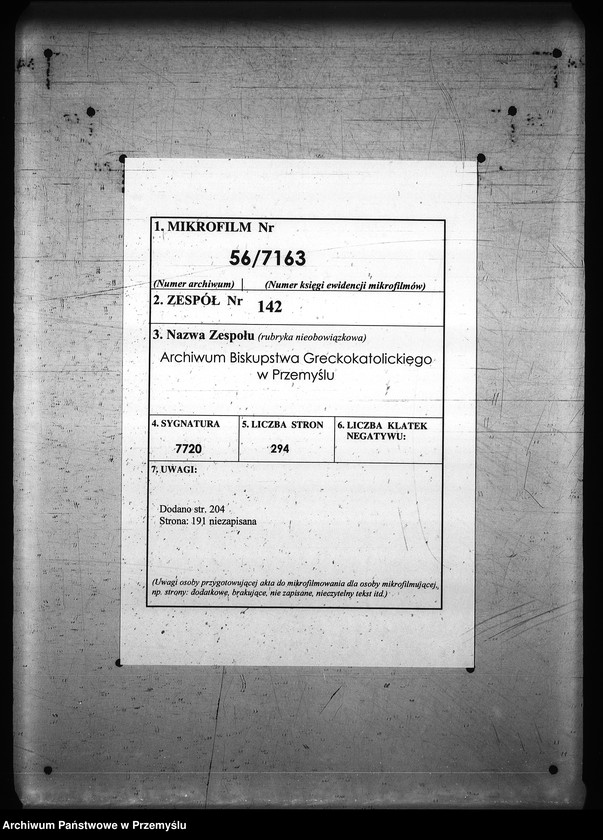 1. MIKROFILM Nr
56/7163
(Numer archiwum) | (Numer księgi ewidencji mikrofilmów)
2. ZESPÓŁ Nr 142
3. Nazwa Zespołu (rubryka nieobowiązkowa)
Archiwum Biskupstwa Greckokatolickiego
w Przemyślu
4. SYGNATURA
7720
5. LICZBA STRON
294
6. LICZBA KLATEK
NEGATYWU:
7. UWAGI:
Dodano str. 204
Strona: 191 niezapisana
(Uwagi osoby przygotowującej akta do mikrofilmowania dla osoby mikrofilmującej,
np. strony: dodatkowe, brakujące, nie zapisane, nieczytelny tekst itd.)
Archiwum Państwowe w Przemyślu